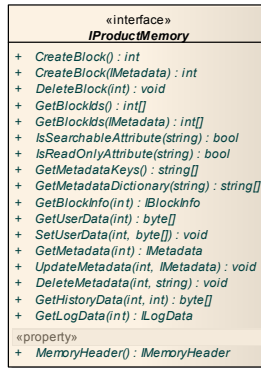 «interface»
IProductMemory
+ CreateBlock() : int
+ CreateBlock(IMetadata) : int
+ DeleteBlock(int) : void
+ GetBlockIds() : int[]
+ GetBlockIds(IMetadata) : int[]
+ IsSearchableAttribute(string) : bool
+ IsReadOnlyAttribute(string) : bool
+ GetMetadataKeys() : string[]
+ GetMetadataDictionary(string) : string[]
+ GetBlockInfo(int) : IBlockInfo
+ GetUserData(int) : byte[]
+ SetUserData(int, byte[]) : void
+ GetMetadata(int) : IMetadata
+ UpdateMetadata(int, IMetadata) : void
+ DeleteMetadata(int, string) : void
+ GetHistoryData(int, int) : byte[]
+ GetLogData(int) : ILogData
«property»
+ MemoryHeader() : IMemoryHeader